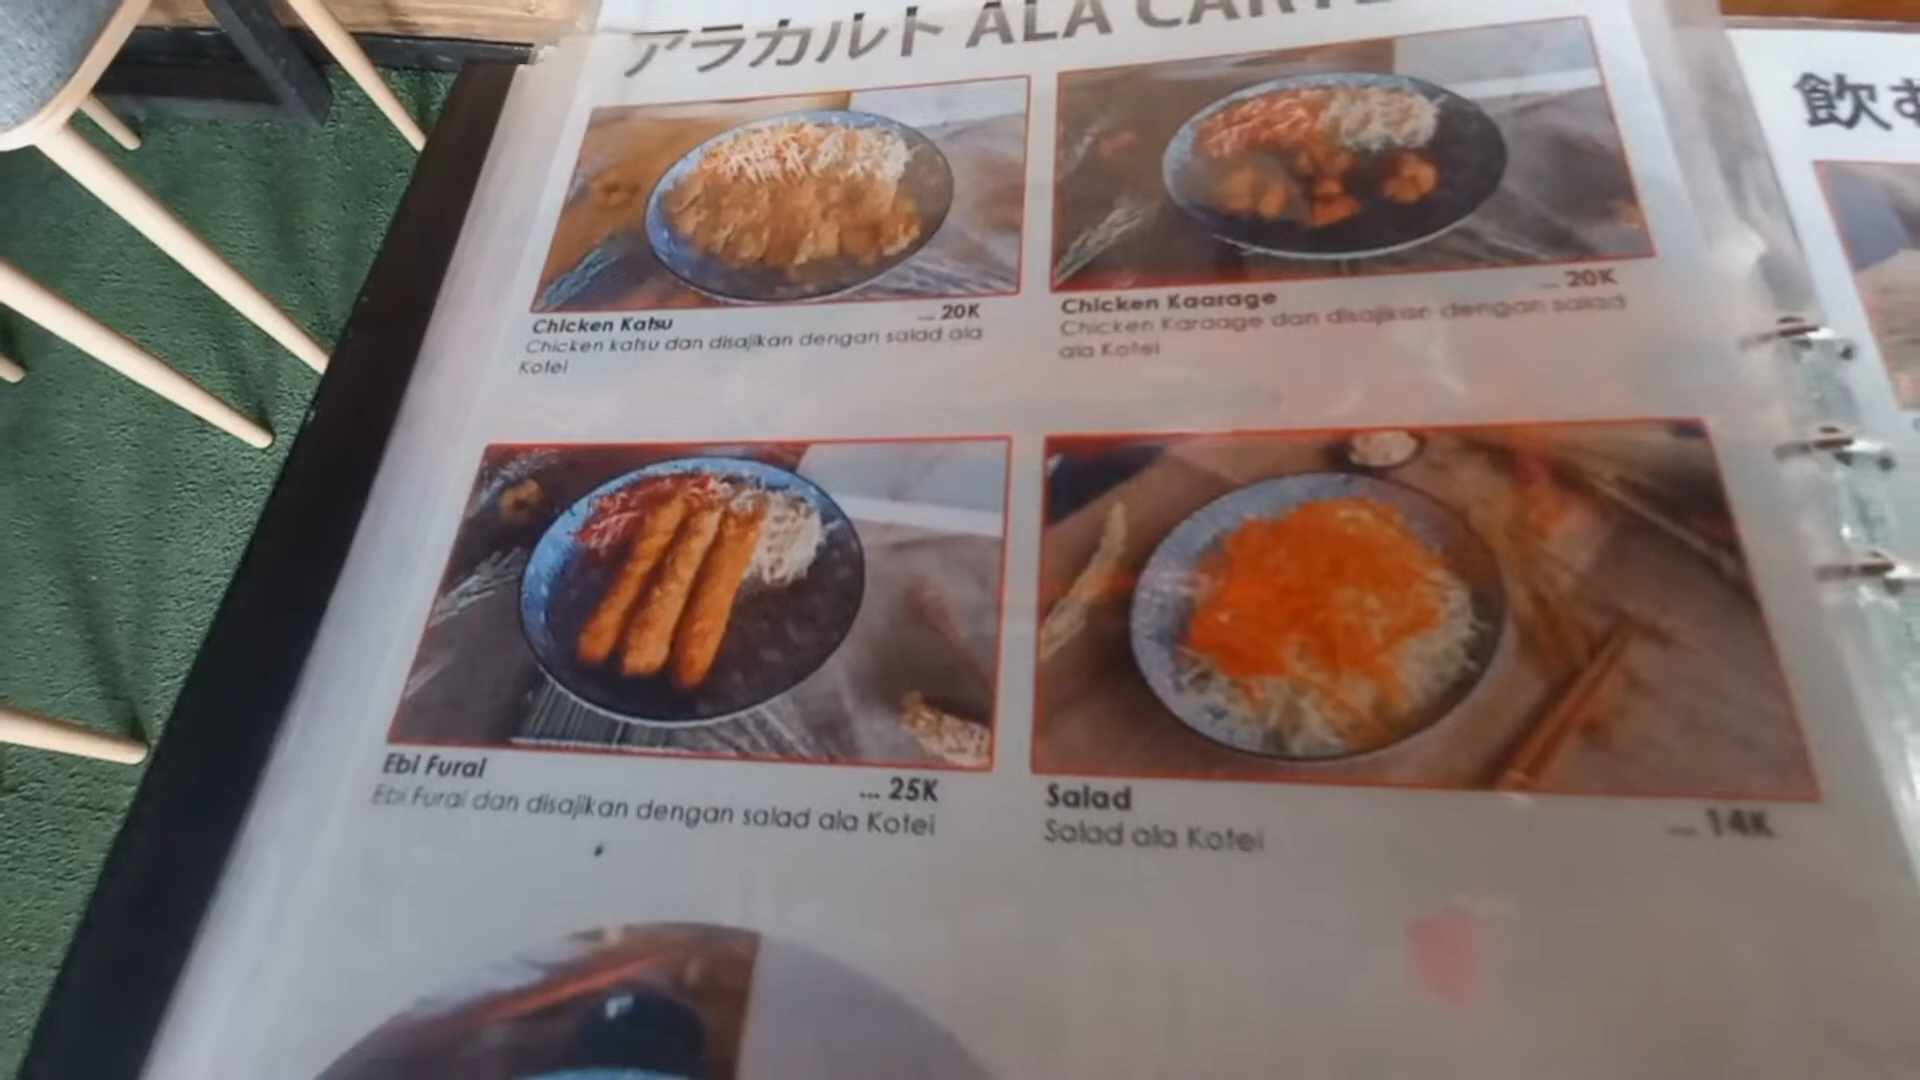 アラカルト ALA CARTE
Chicken Katsu ... 20K
Chicken katsu dan disajikan dengan salad ala
Kotei
Chicken Kaarage ... 20K
Chicken Karaage dan disajikan dengan salad
ala Kotei
Ebi Furai ... 25K
Ebi Furai dan disajikan dengan salad ala Kotei
Salad ... 14K
Salad ala Kotei
飲む